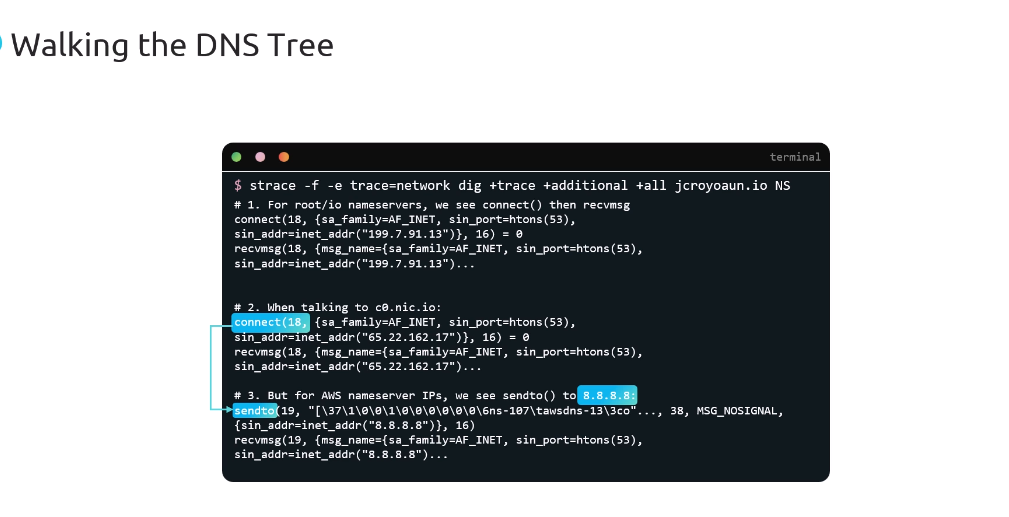 Walking the DNS Tree
terminal
$ strace -f -e trace=network dig +trace +additional +all jcroyoaun.io NS
# 1. For root/io nameservers, we see connect() then recvmsg
connect(18, {sa_family=AF_INET, sin_port=htons(53),
sin_addr=inet_addr("199.7.91.13")}, 16) = 0
recvmsg(18, {msg_name={sa_family=AF_INET, sin_port=htons(53),
sin_addr=inet_addr("199.7.91.13")...
# 2. When talking to c0.nic.io:
connect(18, {sa_family=AF_INET, sin_port=htons(53),
sin_addr=inet_addr("65.22.162.17")}, 16) = 0
recvmsg(18, {msg_name={sa_family=AF_INET, sin_port=htons(53),
sin_addr=inet_addr("65.22.162.17")...
# 3. But for AWS nameserver IPs, we see sendto() to 8.8.8.8:
sendto(19, "[\37\1\0\0\1\0\0\0\0\0\0\6ns-107\tawsdns-13\3co"..., 38, MSG_NOSIGNAL,
{sin_addr=inet_addr("8.8.8.8")}, 16)
recvmsg(19, {msg_name={sa_family=AF_INET, sin_port=htons(53),
sin_addr=inet_addr("8.8.8.8")...